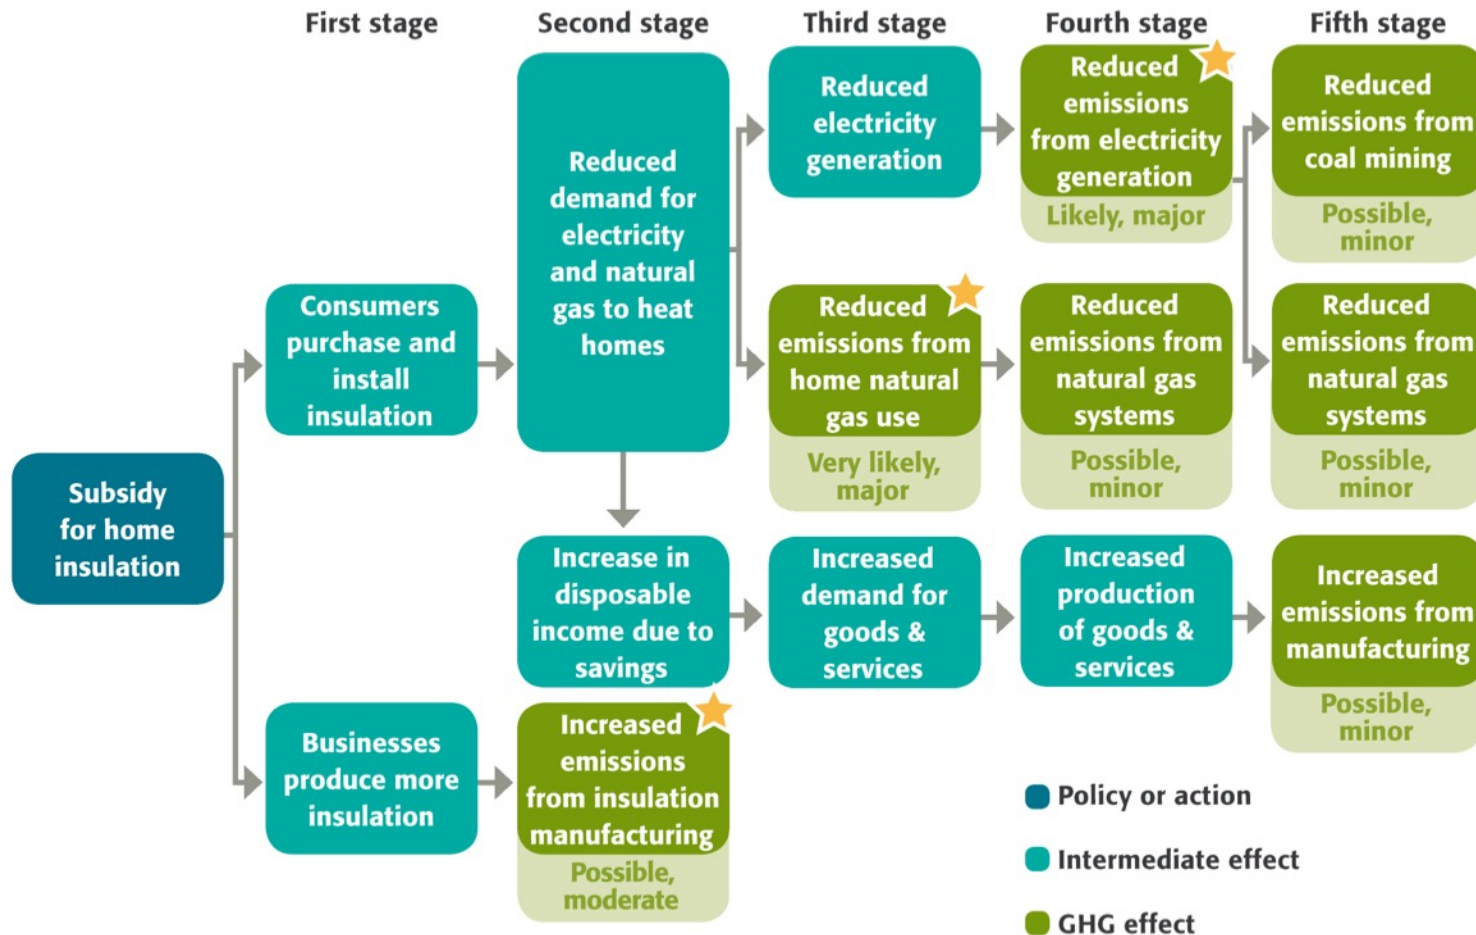 First stage
Second stage
Third stage
Fourth stage
Fifth stage
Subsidy
for home
insulation
Consumers
purchase and
install
insulation
Businesses
produce more
insulation
Reduced
demand for
electricity
and natural
gas to heat
homes
Increase in
disposable
income due to
savings
Increased
emissions
from insulation
manufacturing
Possible,
moderate
Reduced
electricity
generation
Reduced
emissions from
home natural
gas use
Very likely,
major
Increased
demand for
goods &
services
Reduced
emissions
from electricity
generation
Likely, major
Reduced
emissions from
natural gas
systems
Possible,
minor
Increased
production
of goods &
services
Reduced
emissions from
coal mining
Possible,
minor
Reduced
emissions from
natural gas
systems
Possible,
minor
Increased
emissions from
manufacturing
Possible,
minor
Policy or action
Intermediate effect
GHG effect